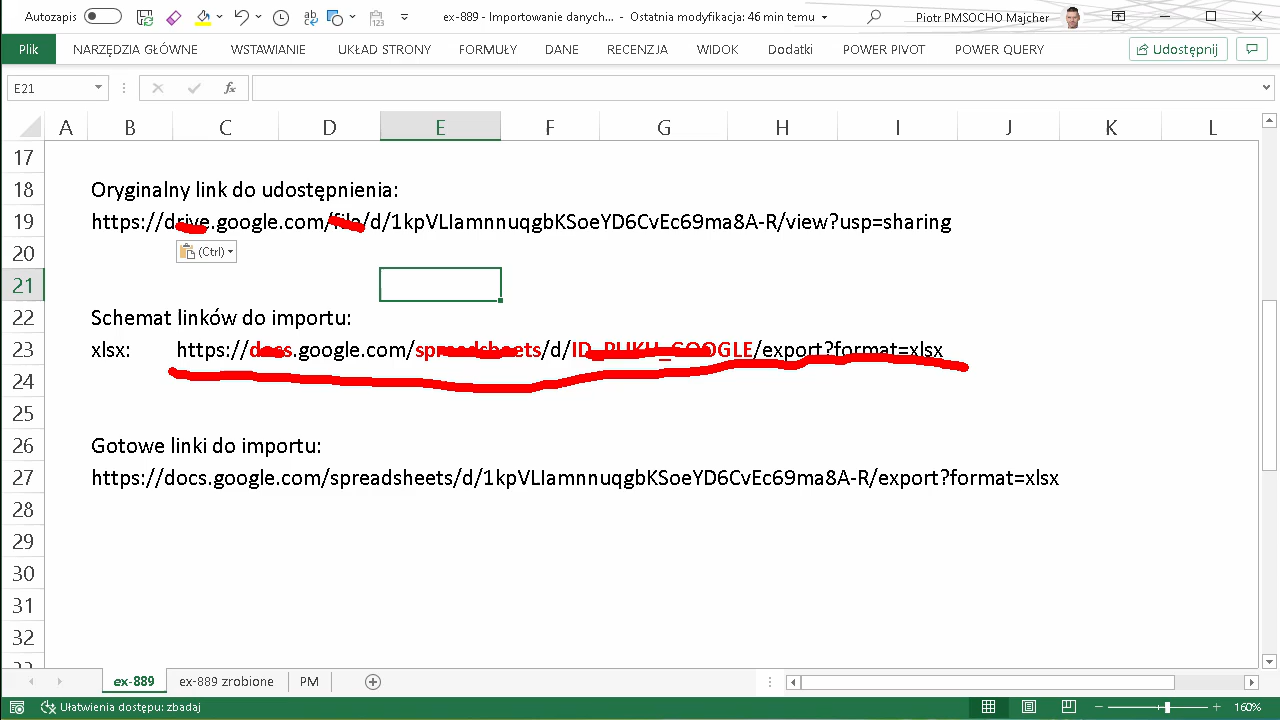 Autozapis
ex-889 - Importowanie danych... - Ostatnia modyfikacja: 46 min temu
Piotr PMSOCHO Majcher
Plik NARZĘDZIA GŁÓWNE WSTAWIANIE UKŁAD STRONY FORMUŁY DANE RECENZJA WIDOK Dodatki POWER PIVOT POWER QUERY Udostępnij
E21 fx
A B C D E F G H I J K L
17
18 Oryginalny link do udostępnienia:
19 https://drive.google.com/file/d/1kpVLIamnnuqgbKSoeYD6CvEc69ma8A-R/view?usp=sharing
20 (Ctrl)
21
22 Schemat linków do importu:
23 xlsx: https://docs.google.com/spreadsheets/d/ID_PLIKU_GOOGLE/export?format=xlsx
24
25
26 Gotowe linki do importu:
27 https://docs.google.com/spreadsheets/d/1kpVLIamnnuqgbKSoeYD6CvEc69ma8A-R/export?format=xlsx
28
29
30
31
32
33
ex-889 ex-889 zrobione PM
Ułatwienia dostępu: zbadaj 160%